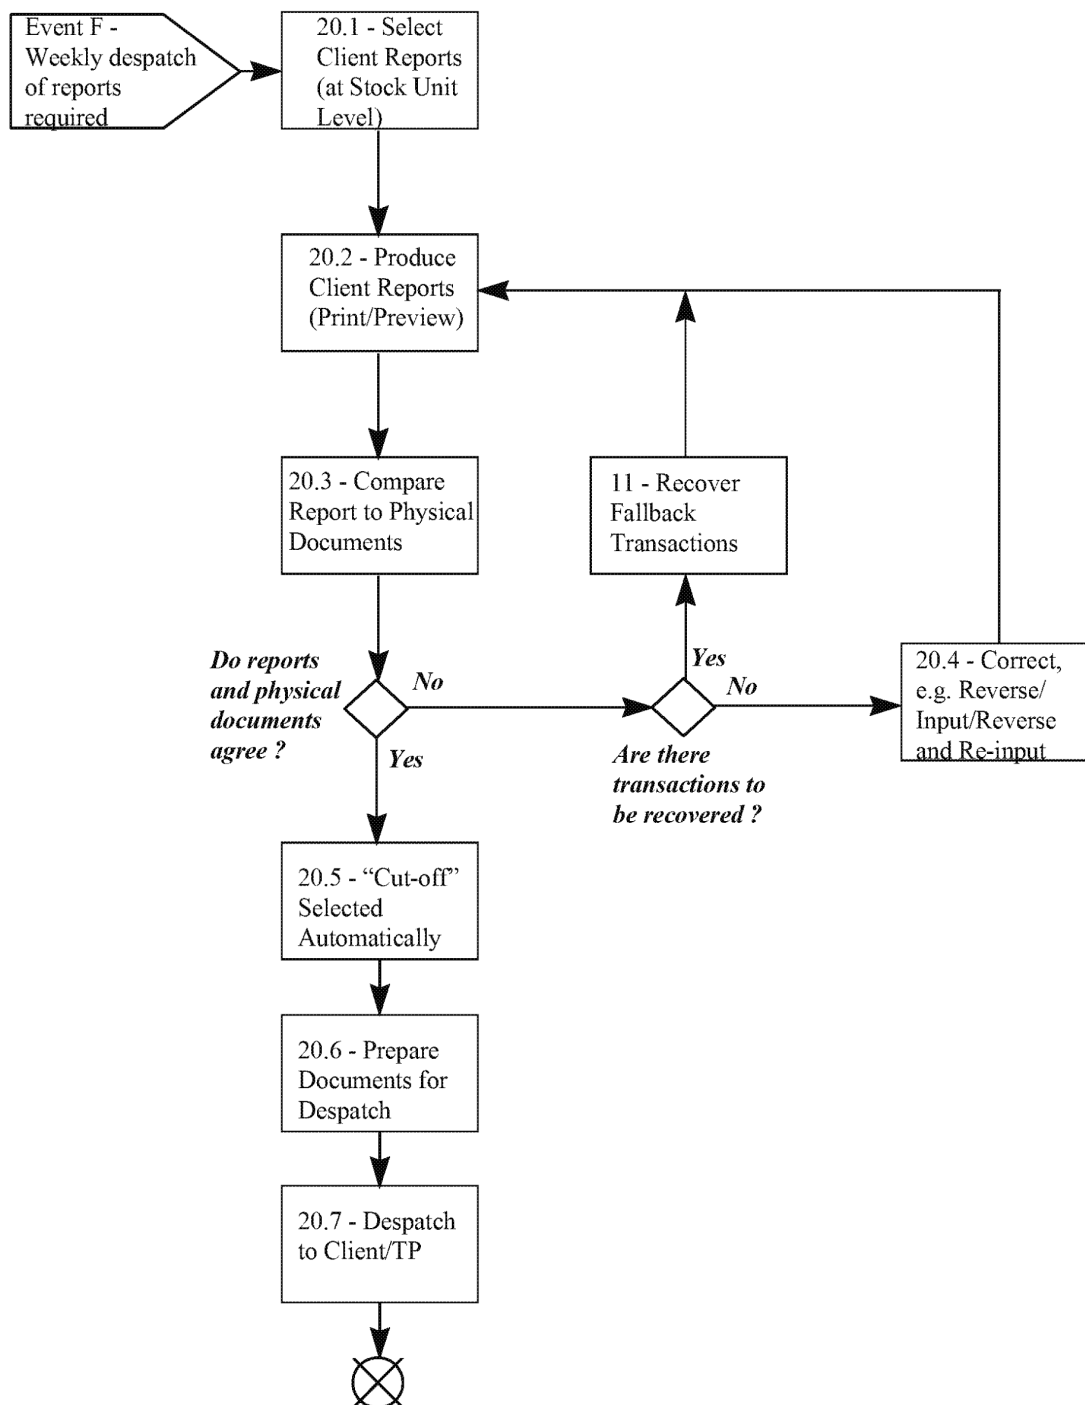 Event F -
Weekly despatch
of reports
required
20.1 - Select
Client Reports
(at Stock Unit
Level)
20.2 - Produce
Client Reports
(Print/Preview)
20.3 - Compare
Report to Physical
Documents
11 - Recover
Fallback
Transactions
Do reports
and physical
documents
agree ?
No
Yes
Yes
No
Are there
transactions to
be recovered ?
20.4 - Correct,
e.g. Reverse/
Input/Reverse
and Re-input
20.5 - “Cut-off”
Selected
Automatically
20.6 - Prepare
Documents for
Despatch
20.7 - Despatch
to Client/TP